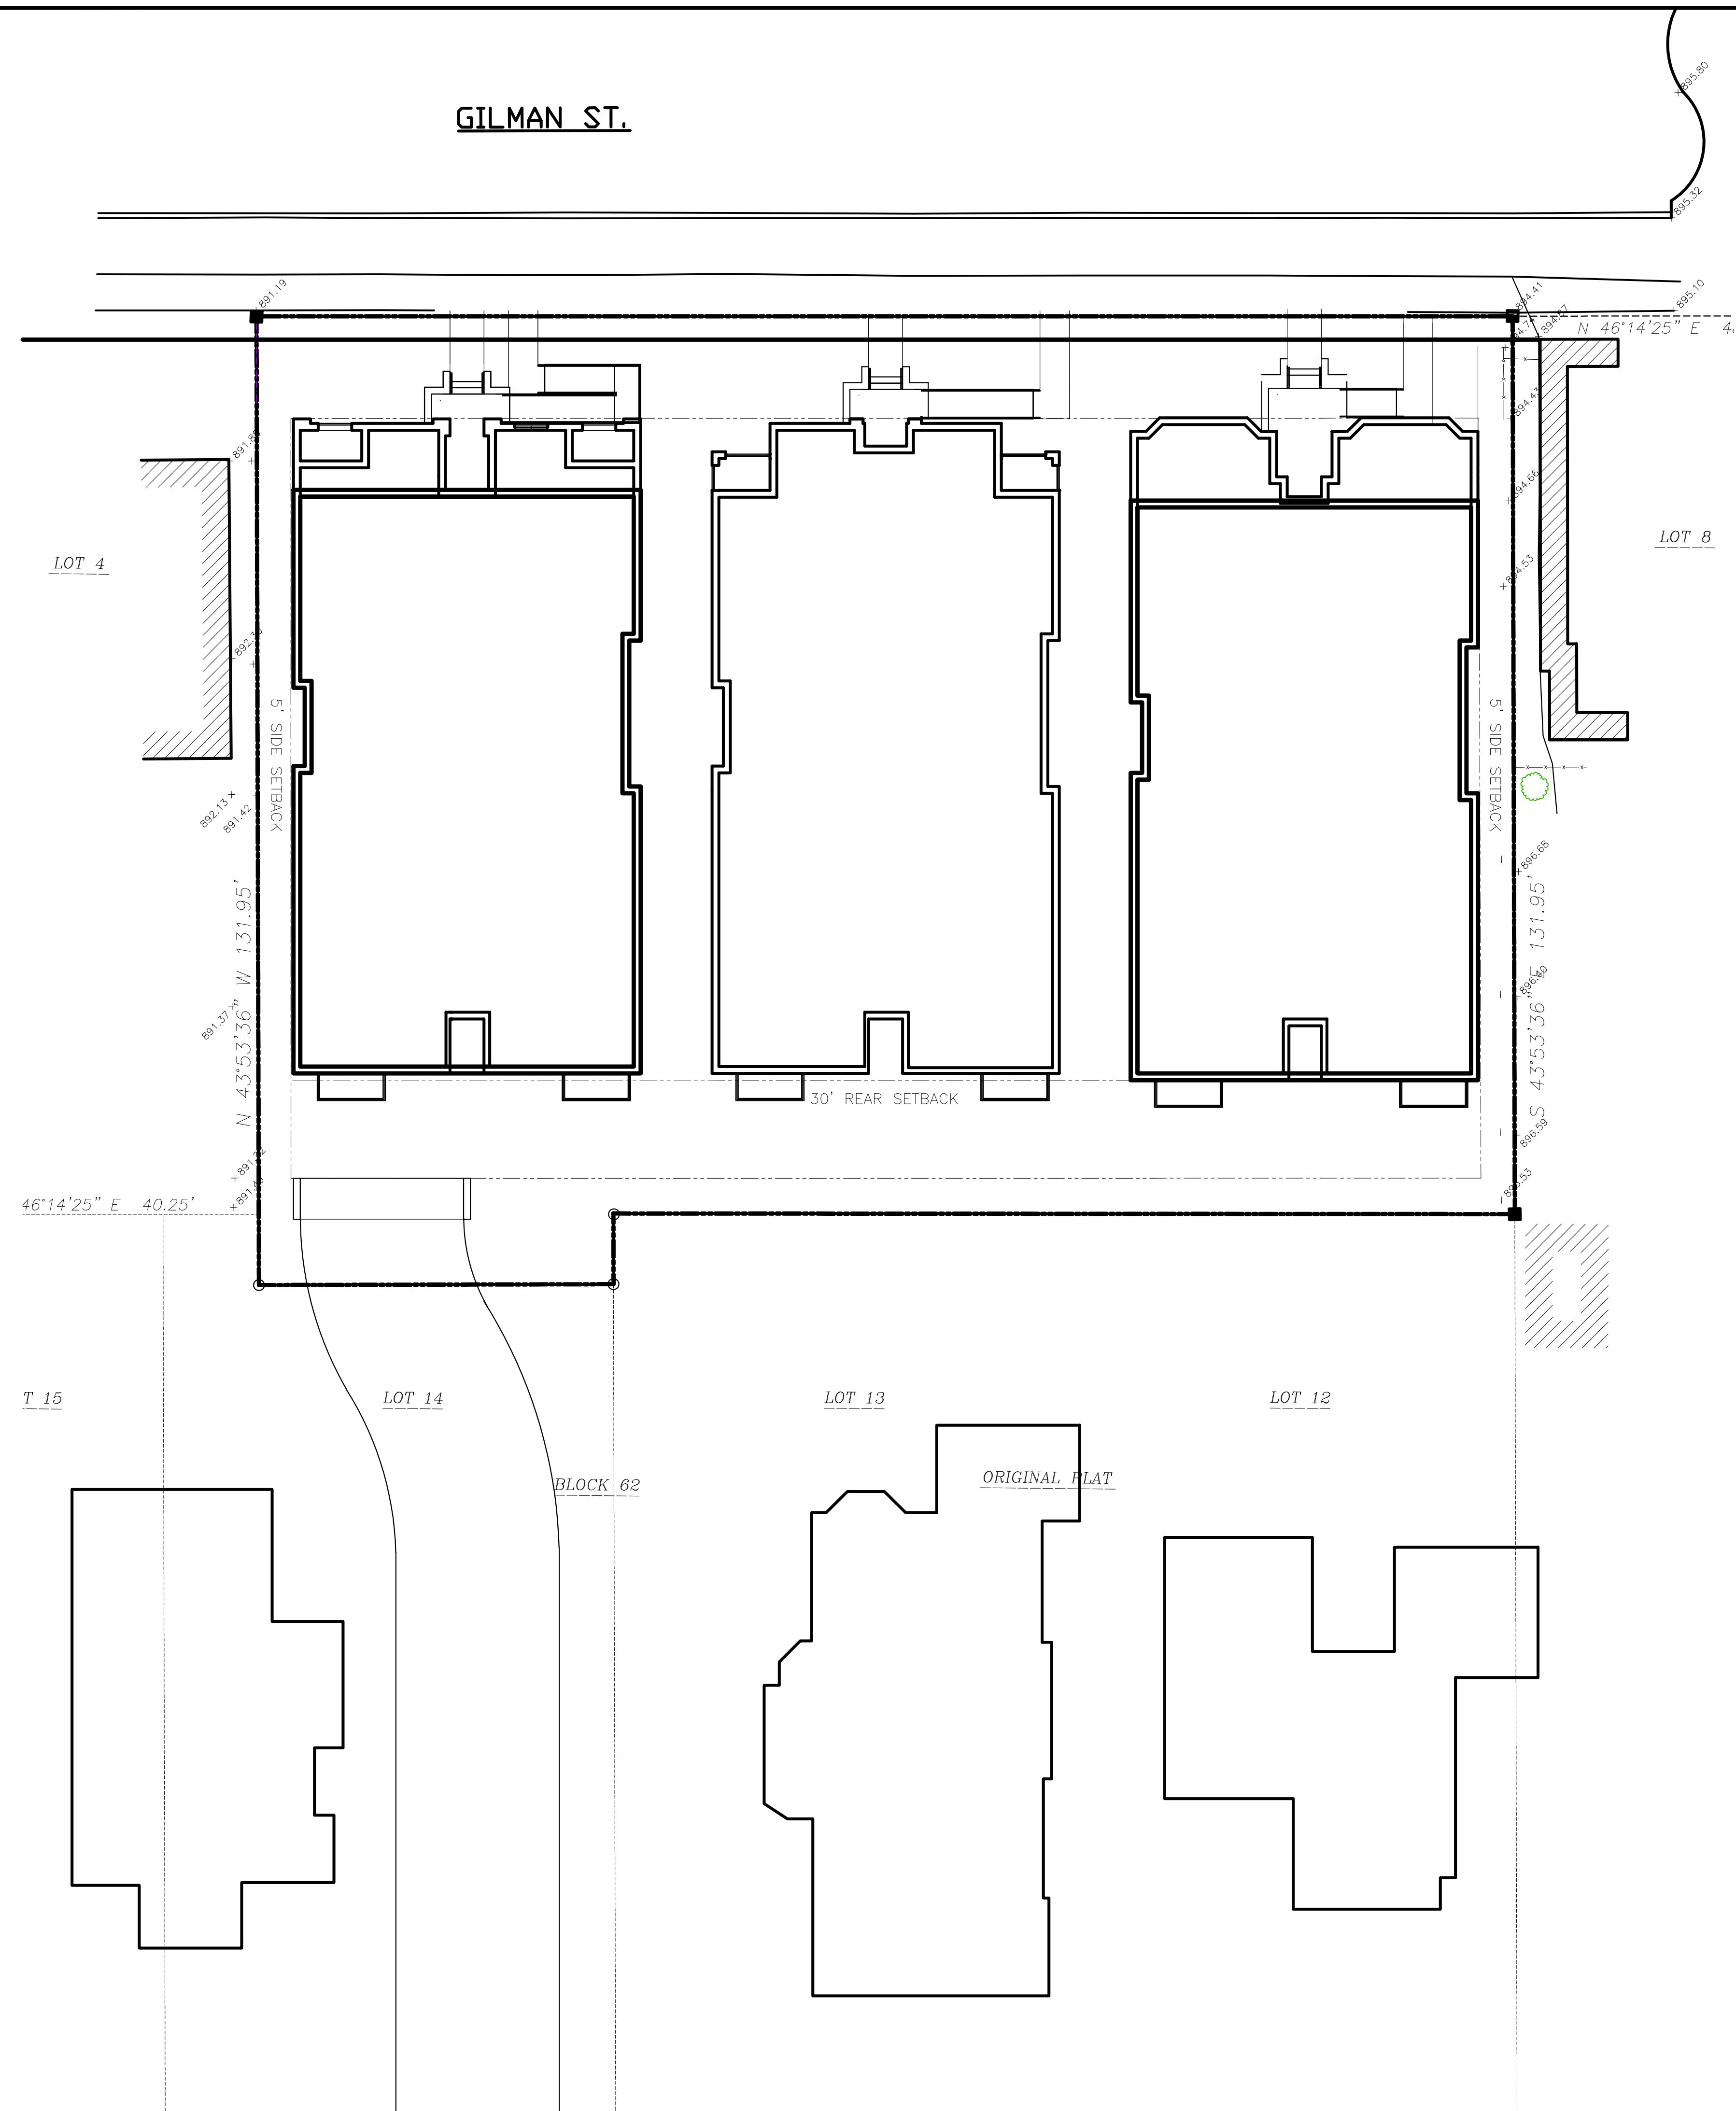 GILMAN ST.
895.80
895.32
891.19
894.41
895.10
N 46°14'25" E
894.43
894.66
LOT 4
LOT 8
894.53
5' SIDE SETBACK
5' SIDE SETBACK
892.13
891.42
896.68
N 43°53'36" W 131.95'
S 43°53'36" E 131.95'
891.37
30' REAR SETBACK
896.59
46°14'25" E 40.25'
T 15
LOT 14
LOT 13
LOT 12
BLOCK 62
ORIGINAL PLAT